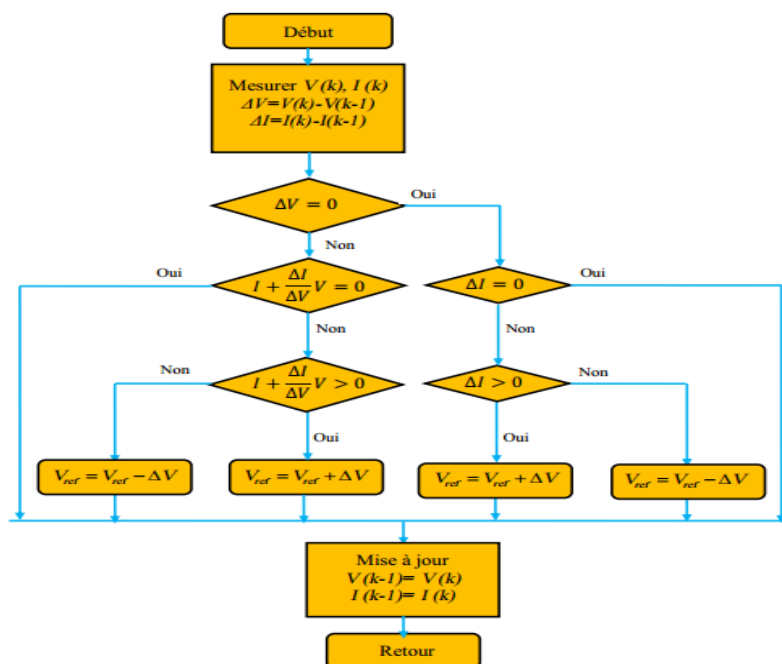 Début
Mesurer V (k), I (k)
ΔV=V(k)-V(k-1)
ΔI=I(k)-I(k-1)
Oui
ΔV = 0
Non
Oui
I + ΔI/ΔV V = 0
ΔI = 0
Oui
Non
Non
Non
I + ΔI/ΔV V > 0
ΔI > 0
Non
Oui
Oui
V_ref = V_ref − ΔV
V_ref = V_ref + ΔV
V_ref = V_ref + ΔV
V_ref = V_ref − ΔV
Mise à jour
V (k-1)= V (k)
I (k-1)= I (k)
Retour